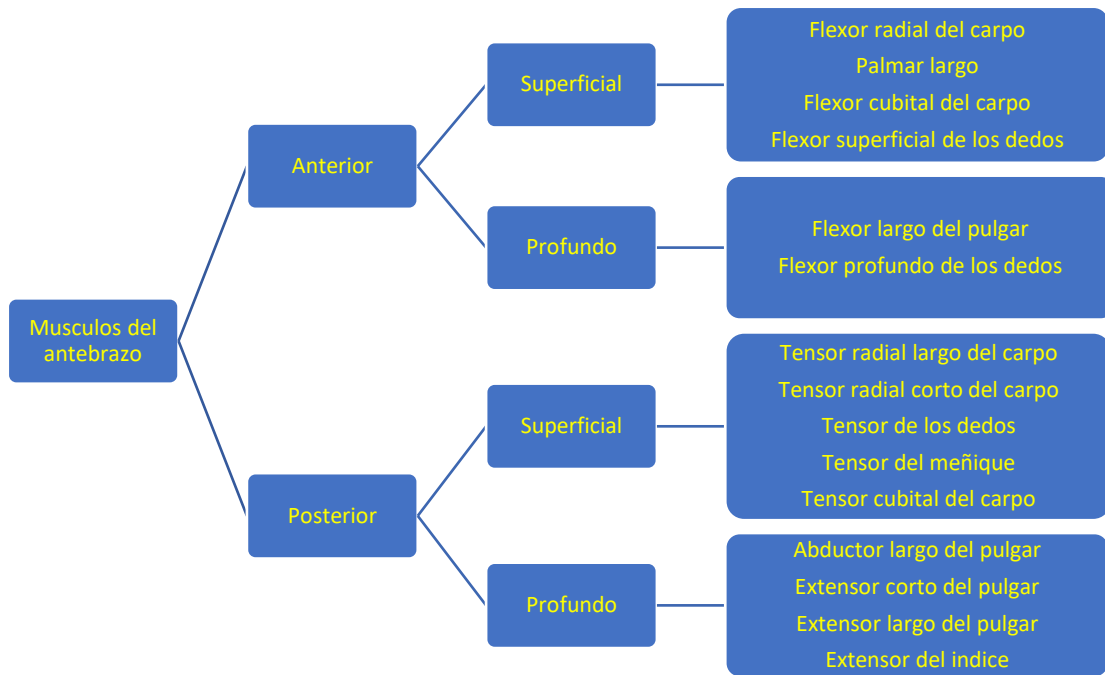 Musculos del
antebrazo
Anterior
Superficial
Flexor radial del carpo
Palmar largo
Flexor cubital del carpo
Flexor superficial de los dedos
Profundo
Flexor largo del pulgar
Flexor profundo de los dedos
Posterior
Superficial
Tensor radial largo del carpo
Tensor radial corto del carpo
Tensor de los dedos
Tensor del meñique
Tensor cubital del carpo
Profundo
Abductor largo del pulgar
Extensor corto del pulgar
Extensor largo del pulgar
Extensor del indice